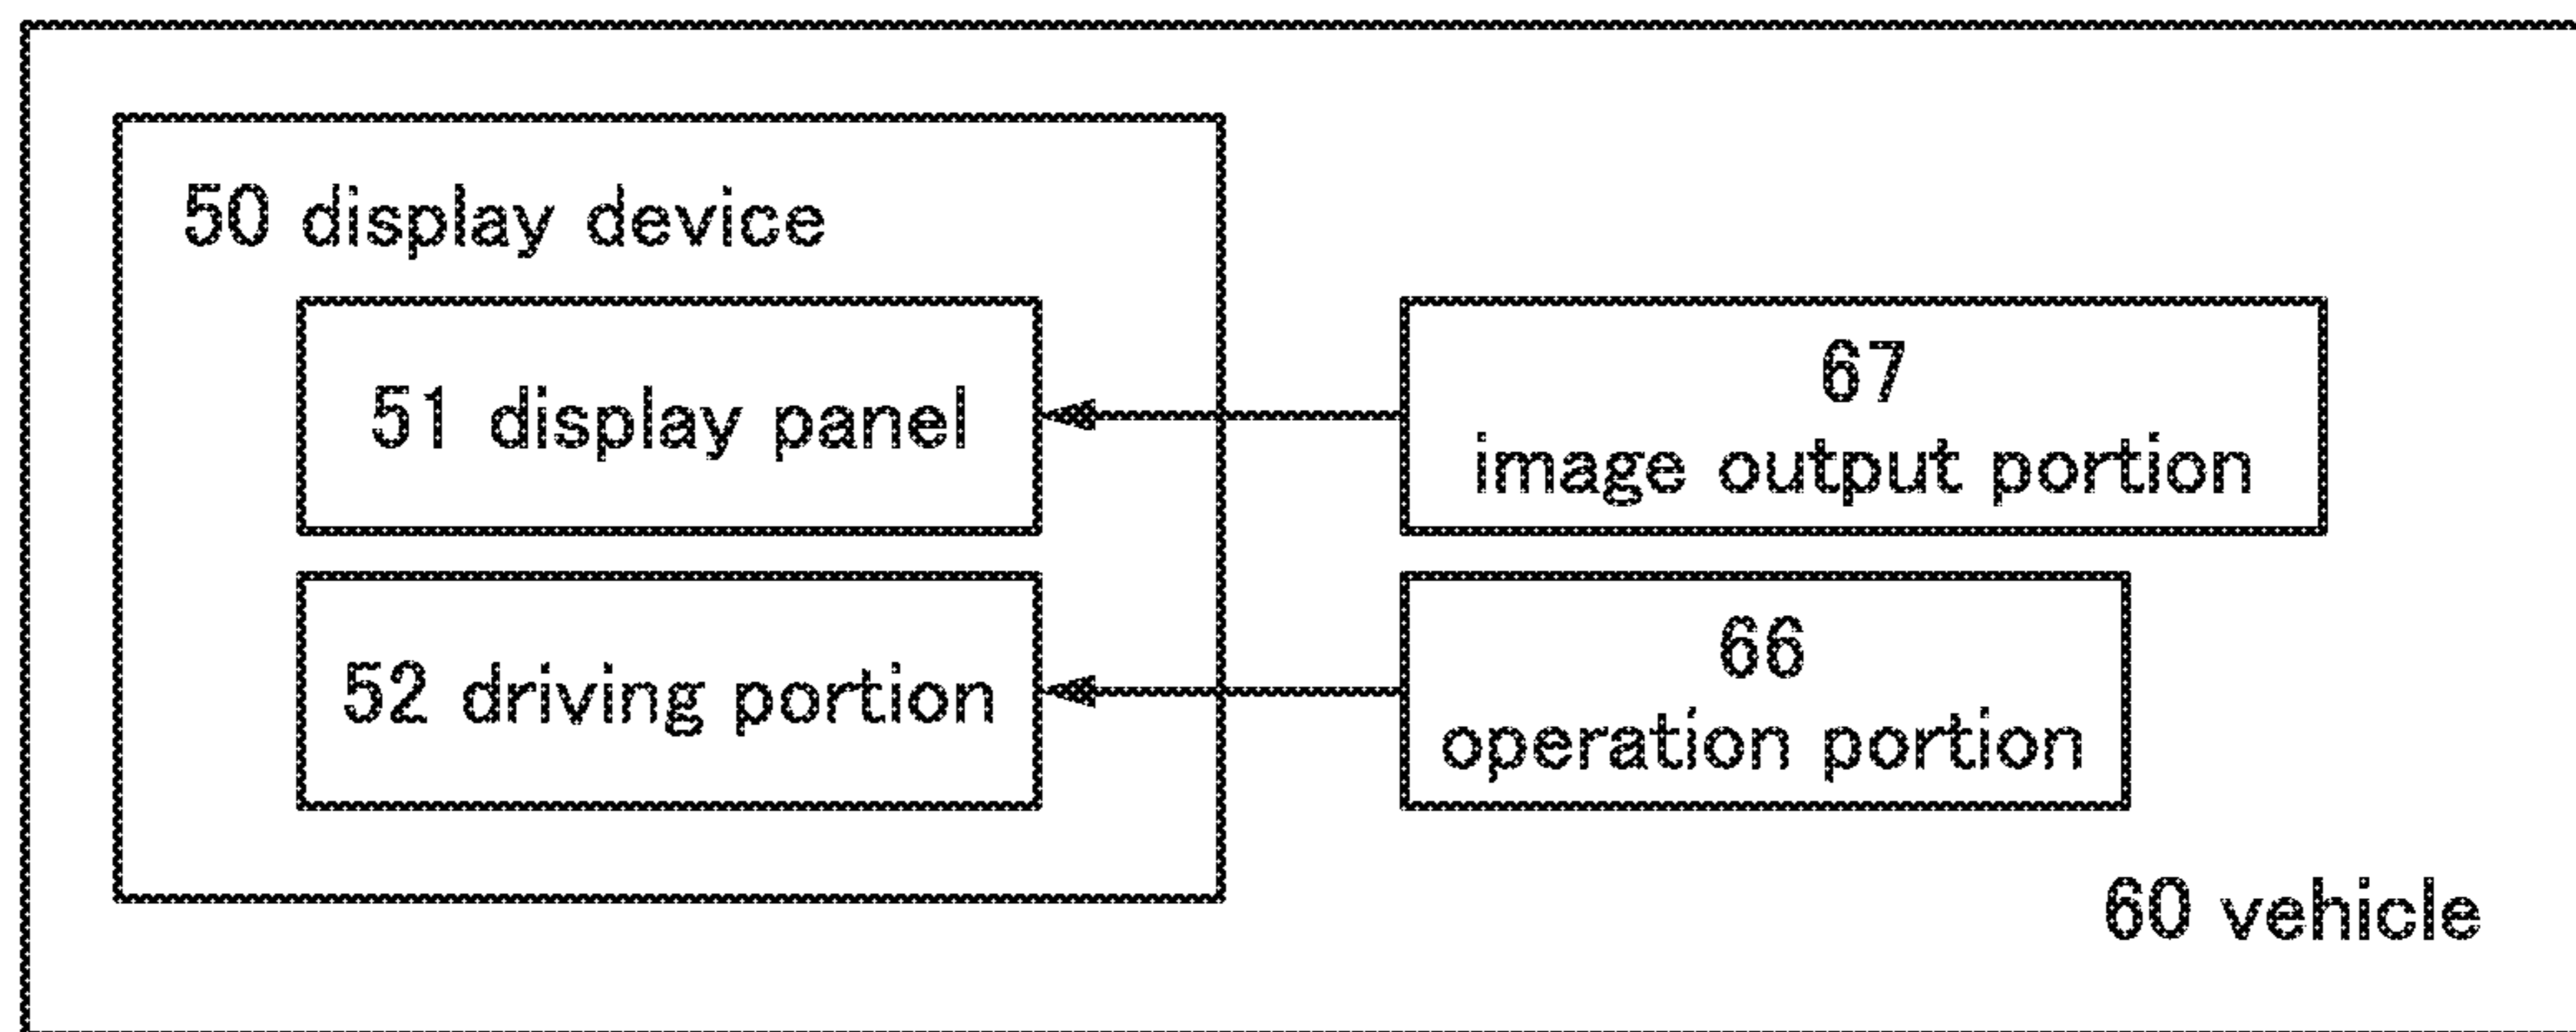 50 display device
51 display panel
67
image output portion
52 driving portion
66
operation portion
60 vehicle